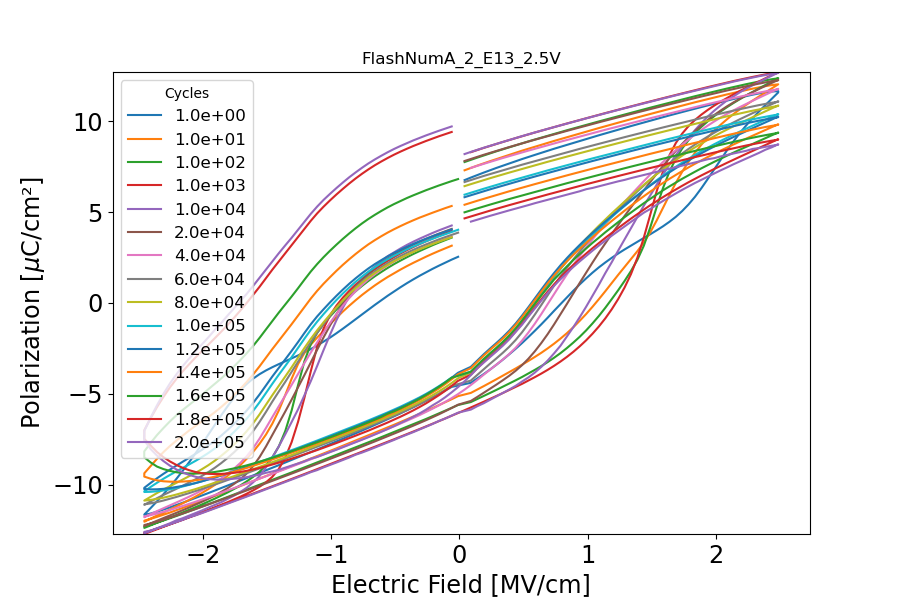 FlashNumA_2_E13_2.5V
Polarization [μC/cm²]
10
5
0
−5
−10
Cycles
1.0e+00
1.0e+01
1.0e+02
1.0e+03
1.0e+04
2.0e+04
4.0e+04
6.0e+04
8.0e+04
1.0e+05
1.2e+05
1.4e+05
1.6e+05
1.8e+05
2.0e+05
−2 −1 0 1 2
Electric Field [MV/cm]